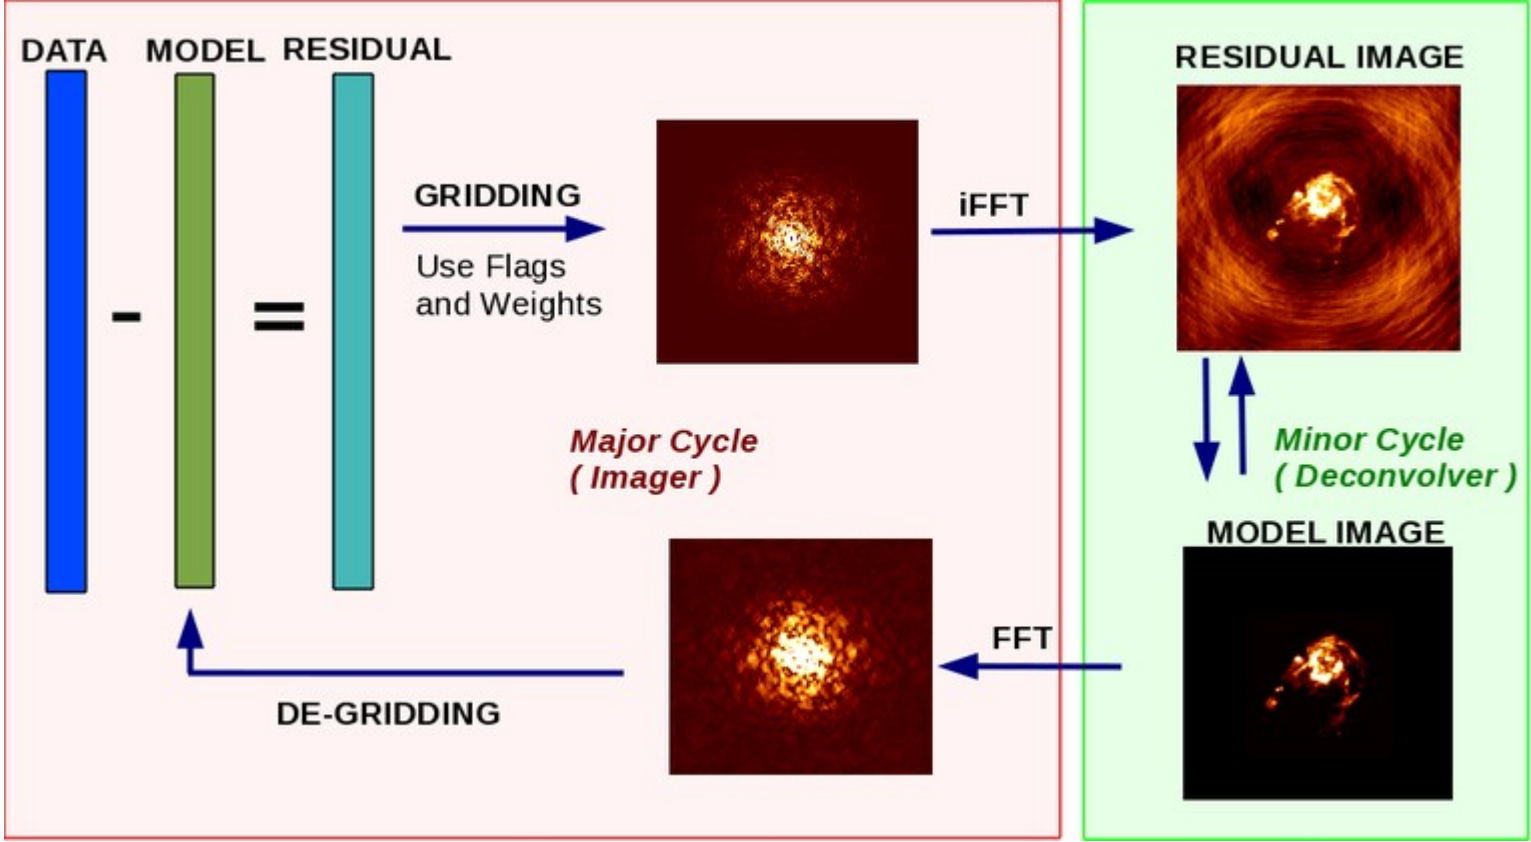 DATA
MODEL
RESIDUAL
-
=
GRIDDING
Use Flags
and Weights
iFFT
RESIDUAL IMAGE
Major Cycle
( Imager )
Minor Cycle
( Deconvolver )
MODEL IMAGE
FFT
DE-GRIDDING